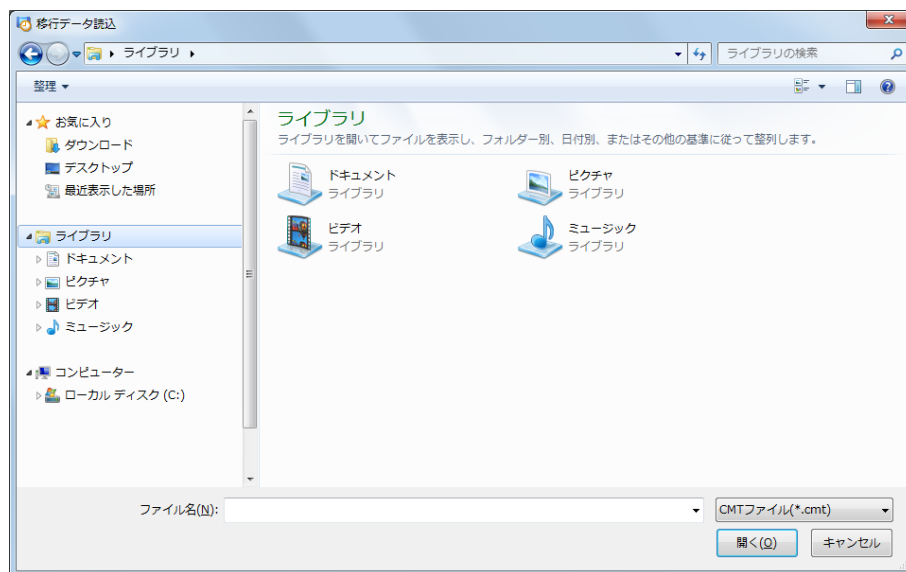 移行データ読込
ライブラリ
ライブラリの検索
整理
お気に入り
ダウンロード
デスクトップ
最近表示した場所
ライブラリ
ドキュメント
ピクチャ
ビデオ
ミュージック
コンピューター
ローカル ディスク (C:)
ライブラリ
ライブラリを開いてファイルを表示し、フォルダー別、日付別、またはその他の基準に従って整列します。
ドキュメント
ライブラリ
ピクチャ
ライブラリ
ビデオ
ライブラリ
ミュージック
ライブラリ
ファイル名(N):
CMTファイル(*.cmt)
開く(O)
キャンセル